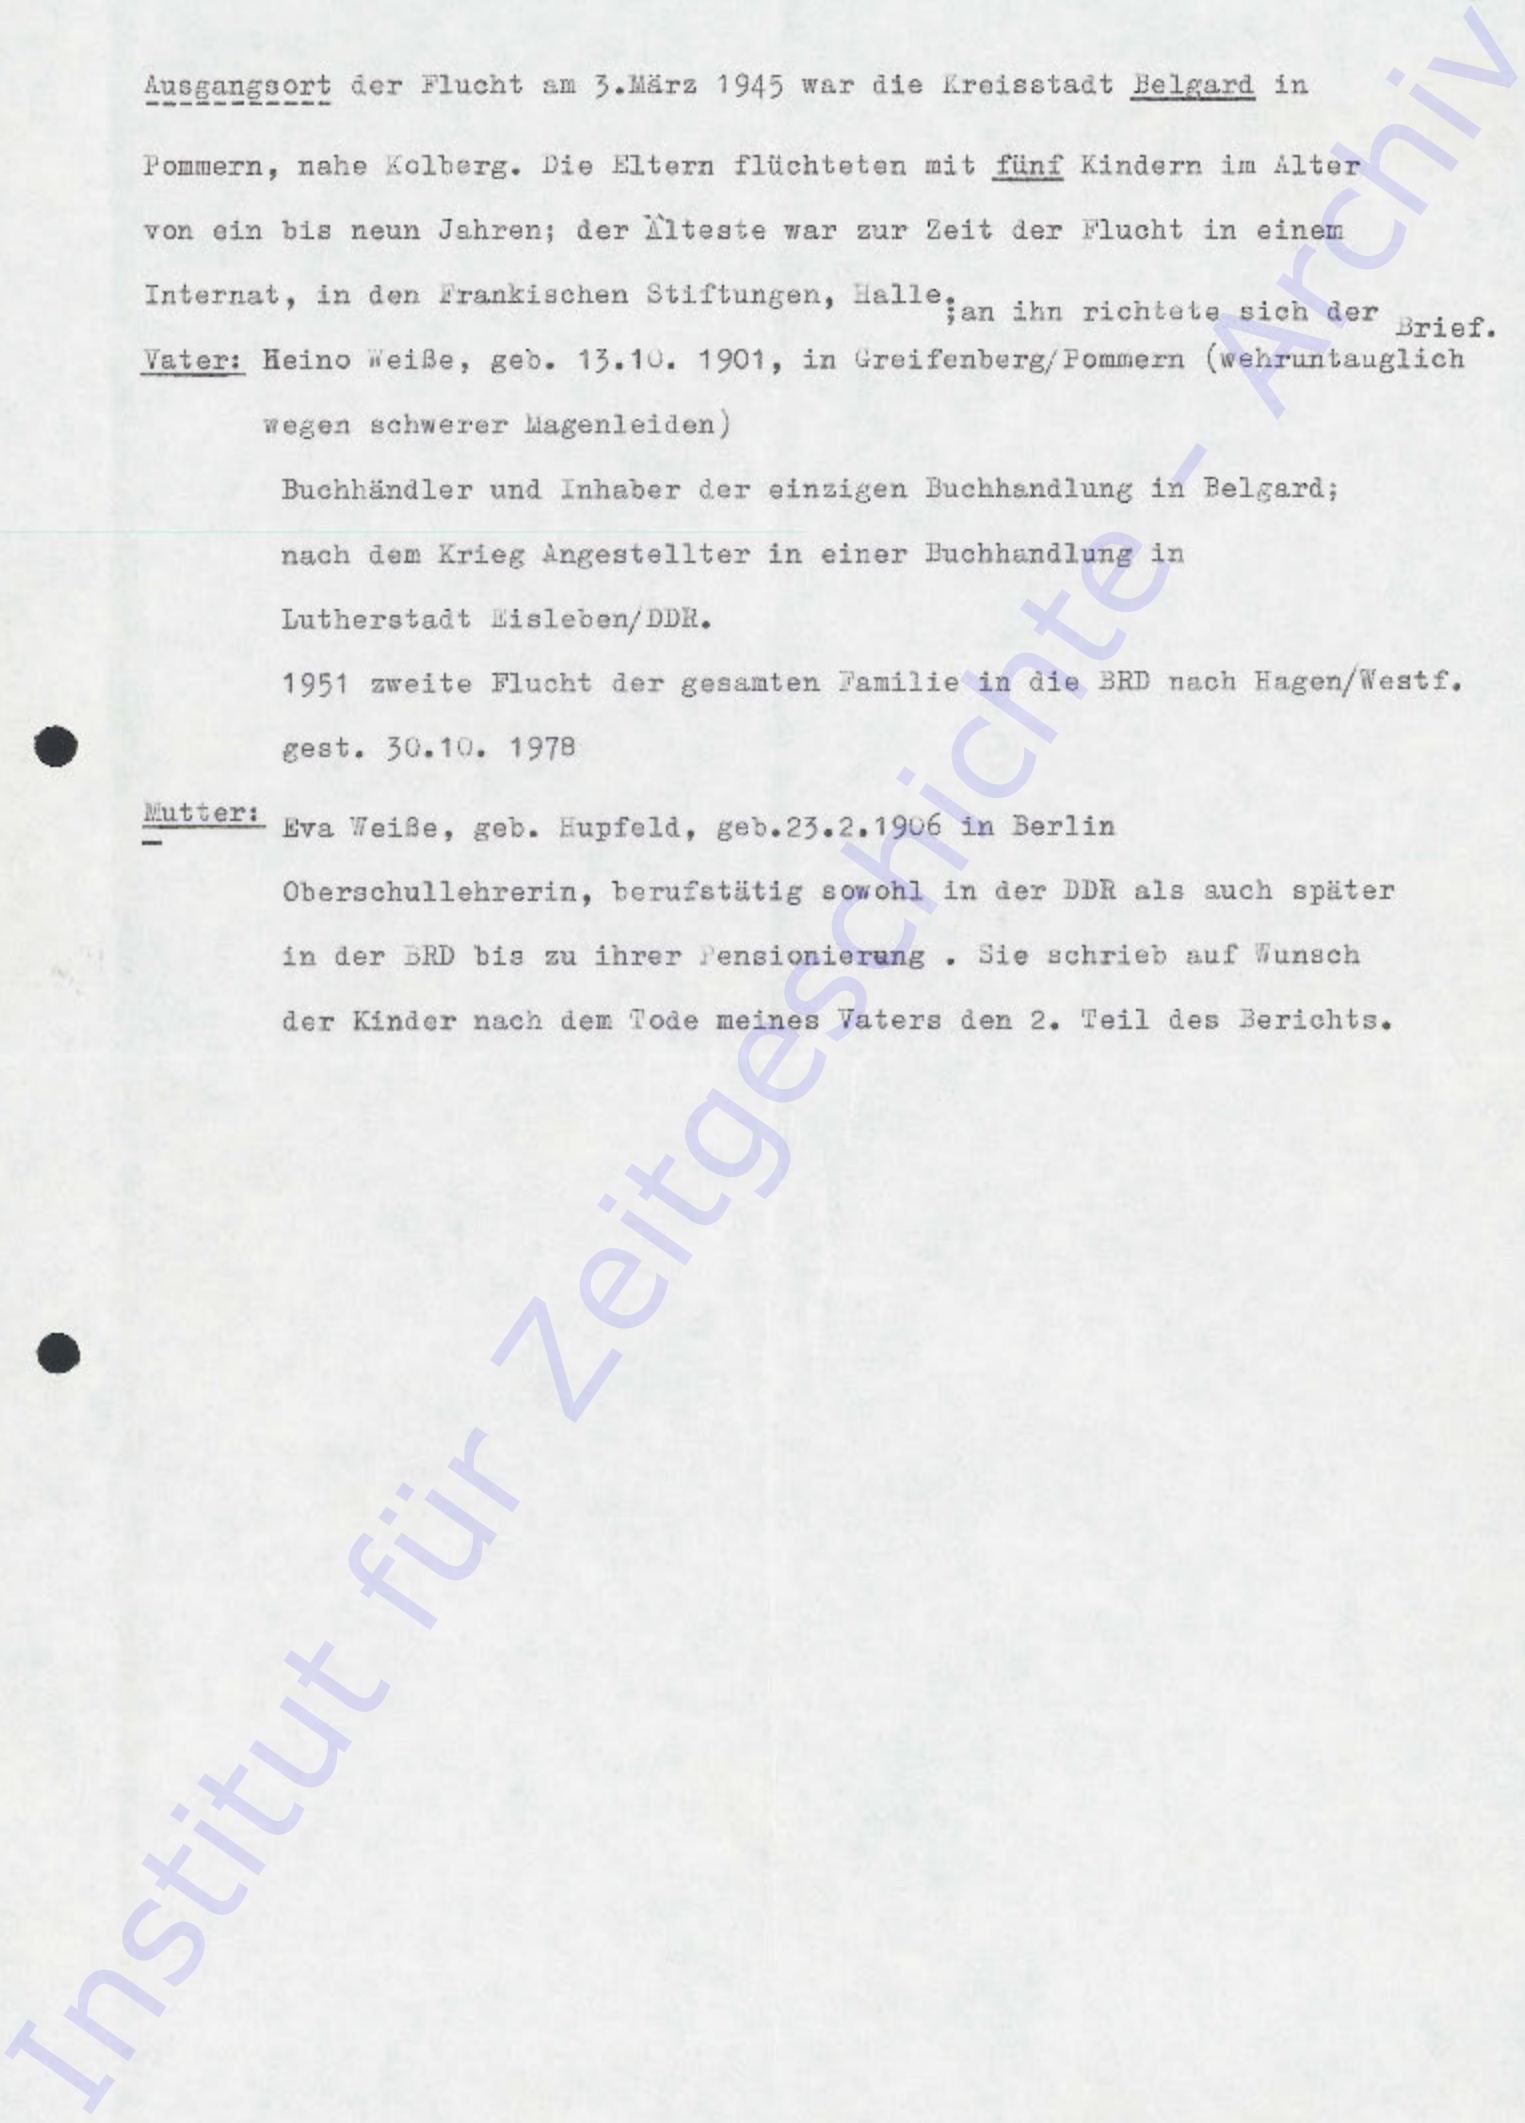 Ausgangsort der Flucht am 3.März 1945 war die Kreisstadt Belgard in
Pommern, nahe Kolberg. Die Eltern flüchteten mit fünf Kindern im Alter
von ein bis neun Jahren; der Älteste war zur Zeit der Flucht in einem
Internat, in den Frankischen Stiftungen, Halle.;an ihn richtete sich der Brief.
Vater: Heino Weiße, geb. 13.10. 1901, in Greifenberg/Pommern (wehruntauglich
wegen schwerer Magenleiden)
Buchhändler und Inhaber der einzigen Buchhandlung in Belgard;
nach dem Krieg Angestellter in einer Buchhandlung in
Lutherstadt Eisleben/DDR.
1951 zweite Flucht der gesamten Familie in die BRD nach Hagen/Westf.
gest. 30.10. 1978
Mutter: Eva Weiße, geb. Hupfeld, geb.23.2.1906 in Berlin
Oberschullehrerin, berufstätig sowohl in der DDR als auch später
in der BRD bis zu ihrer Pensionierung . Sie schrieb auf Wunsch
der Kinder nach dem Tode meines Vaters den 2. Teil des Berichts.
Institut für Zeitgeschichte - Archiv